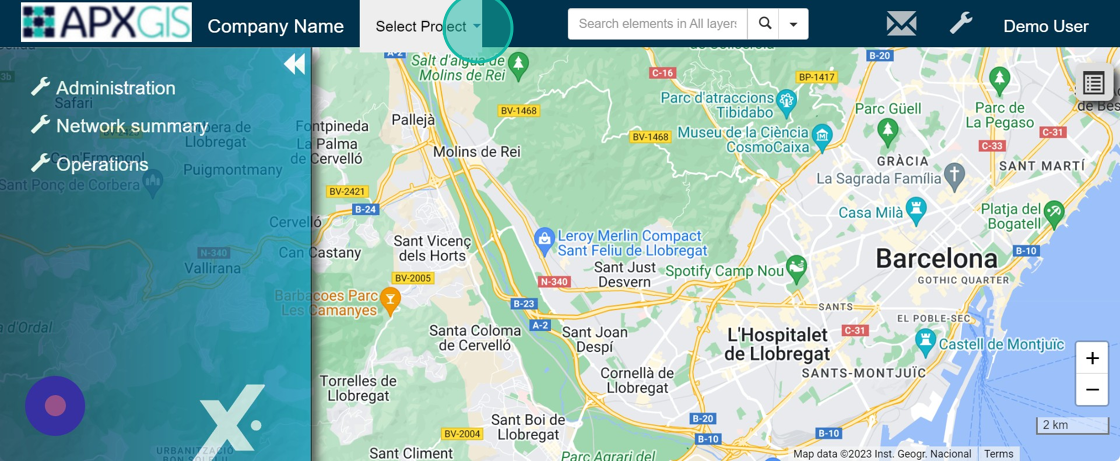 APXGIS
Company Name
Select Project
Search elements in All layers
Demo User
Administration
Network summary
Operations
3b
Safari
Fontpineda
La Palma
de Cervelló
Puigmontany
Sant Ponç de Corbera
Cervelló
Can Castany
N-340
Vallirana
a d'Ordal
Barbacoes Parc
Les Camanyes
URBANITZACIÓ
A-2
Salt d'aigua de
Molins de Rei
C-16
BP-1417
B-20
Pallejà
BV-1468
Parc d'atraccions
Tibidabo
Parc Güell
Parc de
La Pegaso
de Bes
BV-1468
Museu de la Ciència
CosmoCaixa
C-31
C-33
Molins de Rei
GRÀCIA
SANT MARTÍ
La Sagrada Família
BV-2421
B-24
Casa Milà
Platja del
Bogatell
Sant Vicenç
dels Horts
Leroy Merlin Compact
Sant Feliu de Llobregat
B-10
BV-2005
N-340
Sant Just
Desvern
Spotify Camp Nou
Barcelona
GOTHIC QUARTER
B-23
A-2
SANTS
EL POBLE-SEC
C-31
Santa Coloma
de Cervelló
Sant Joan
Despí
L'Hospitalet
de Llobregat
Castell de Montjuïc
SANTS-MONTJUÏC
Torrelles de
Llobregat
Cornellà de
Llobregat
+
−
Sant Boi de
Llobregat
B-20
B-10
B-10
BV-2004
2 km
Sant Climent
Parc Agrari del
Map data ©2023 Inst. Geogr. Nacional
Terms